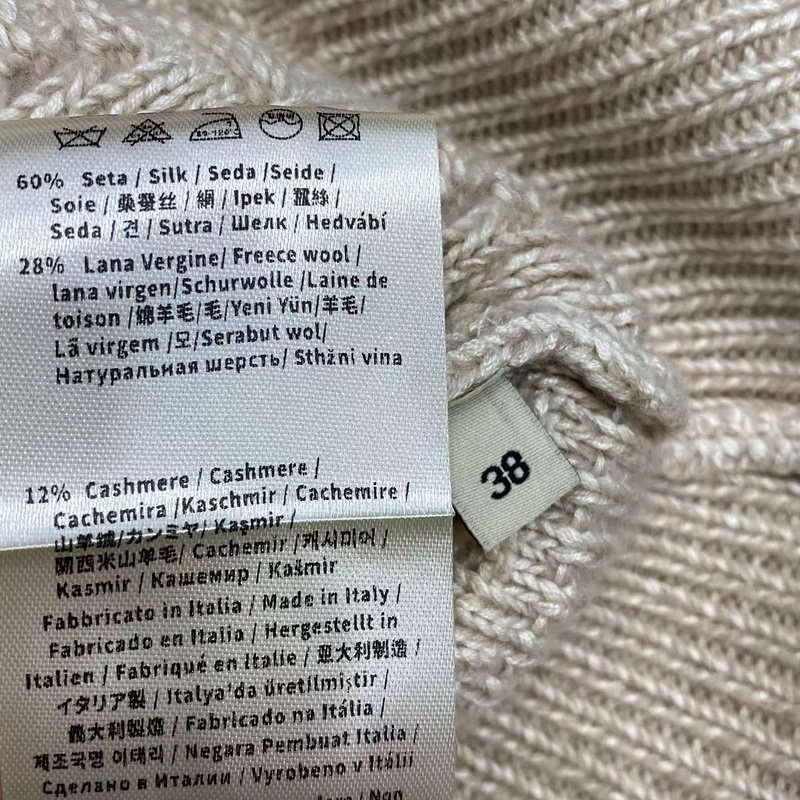 60% Seta / Silk / Seda /Seide /
Soie / 桑蚕丝 / 絹 / Ipek / 蠶絲 /
Seda / 견 / Sutra / Шелк / Hedvábí
28% Lana Vergine/ Freece wool /
lana virgen/Schurwolle /Laine de
toison /绵羊毛/毛/Yeni Yün/羊毛/
Lã virgem /모/Serabut wol/
Натуральная шерсть/ Sthžni vina
38
12% Cashmere / Cashmere /
Cachemira /Kaschmir / Cachemire /
山羊绒/カシミヤ/ Kaşmir /
開西米山羊毛/ Cachemir /캐시미어/
Kasmir / Кашемир / Kašmir
Fabbricato in Italia / Made in Italy /
Fabricado en Italia / Hergestellt in
Italien / Fabriqué en Italie / 意大利制造 /
イタリア製 / Italya'da üretilmiştir /
義大利製造 / Fabricado na Itália /
제조국명 이태리 / Negara Pembuat Italia /
Сделано в Италии / Vyrobeno v Itálii
/ Non